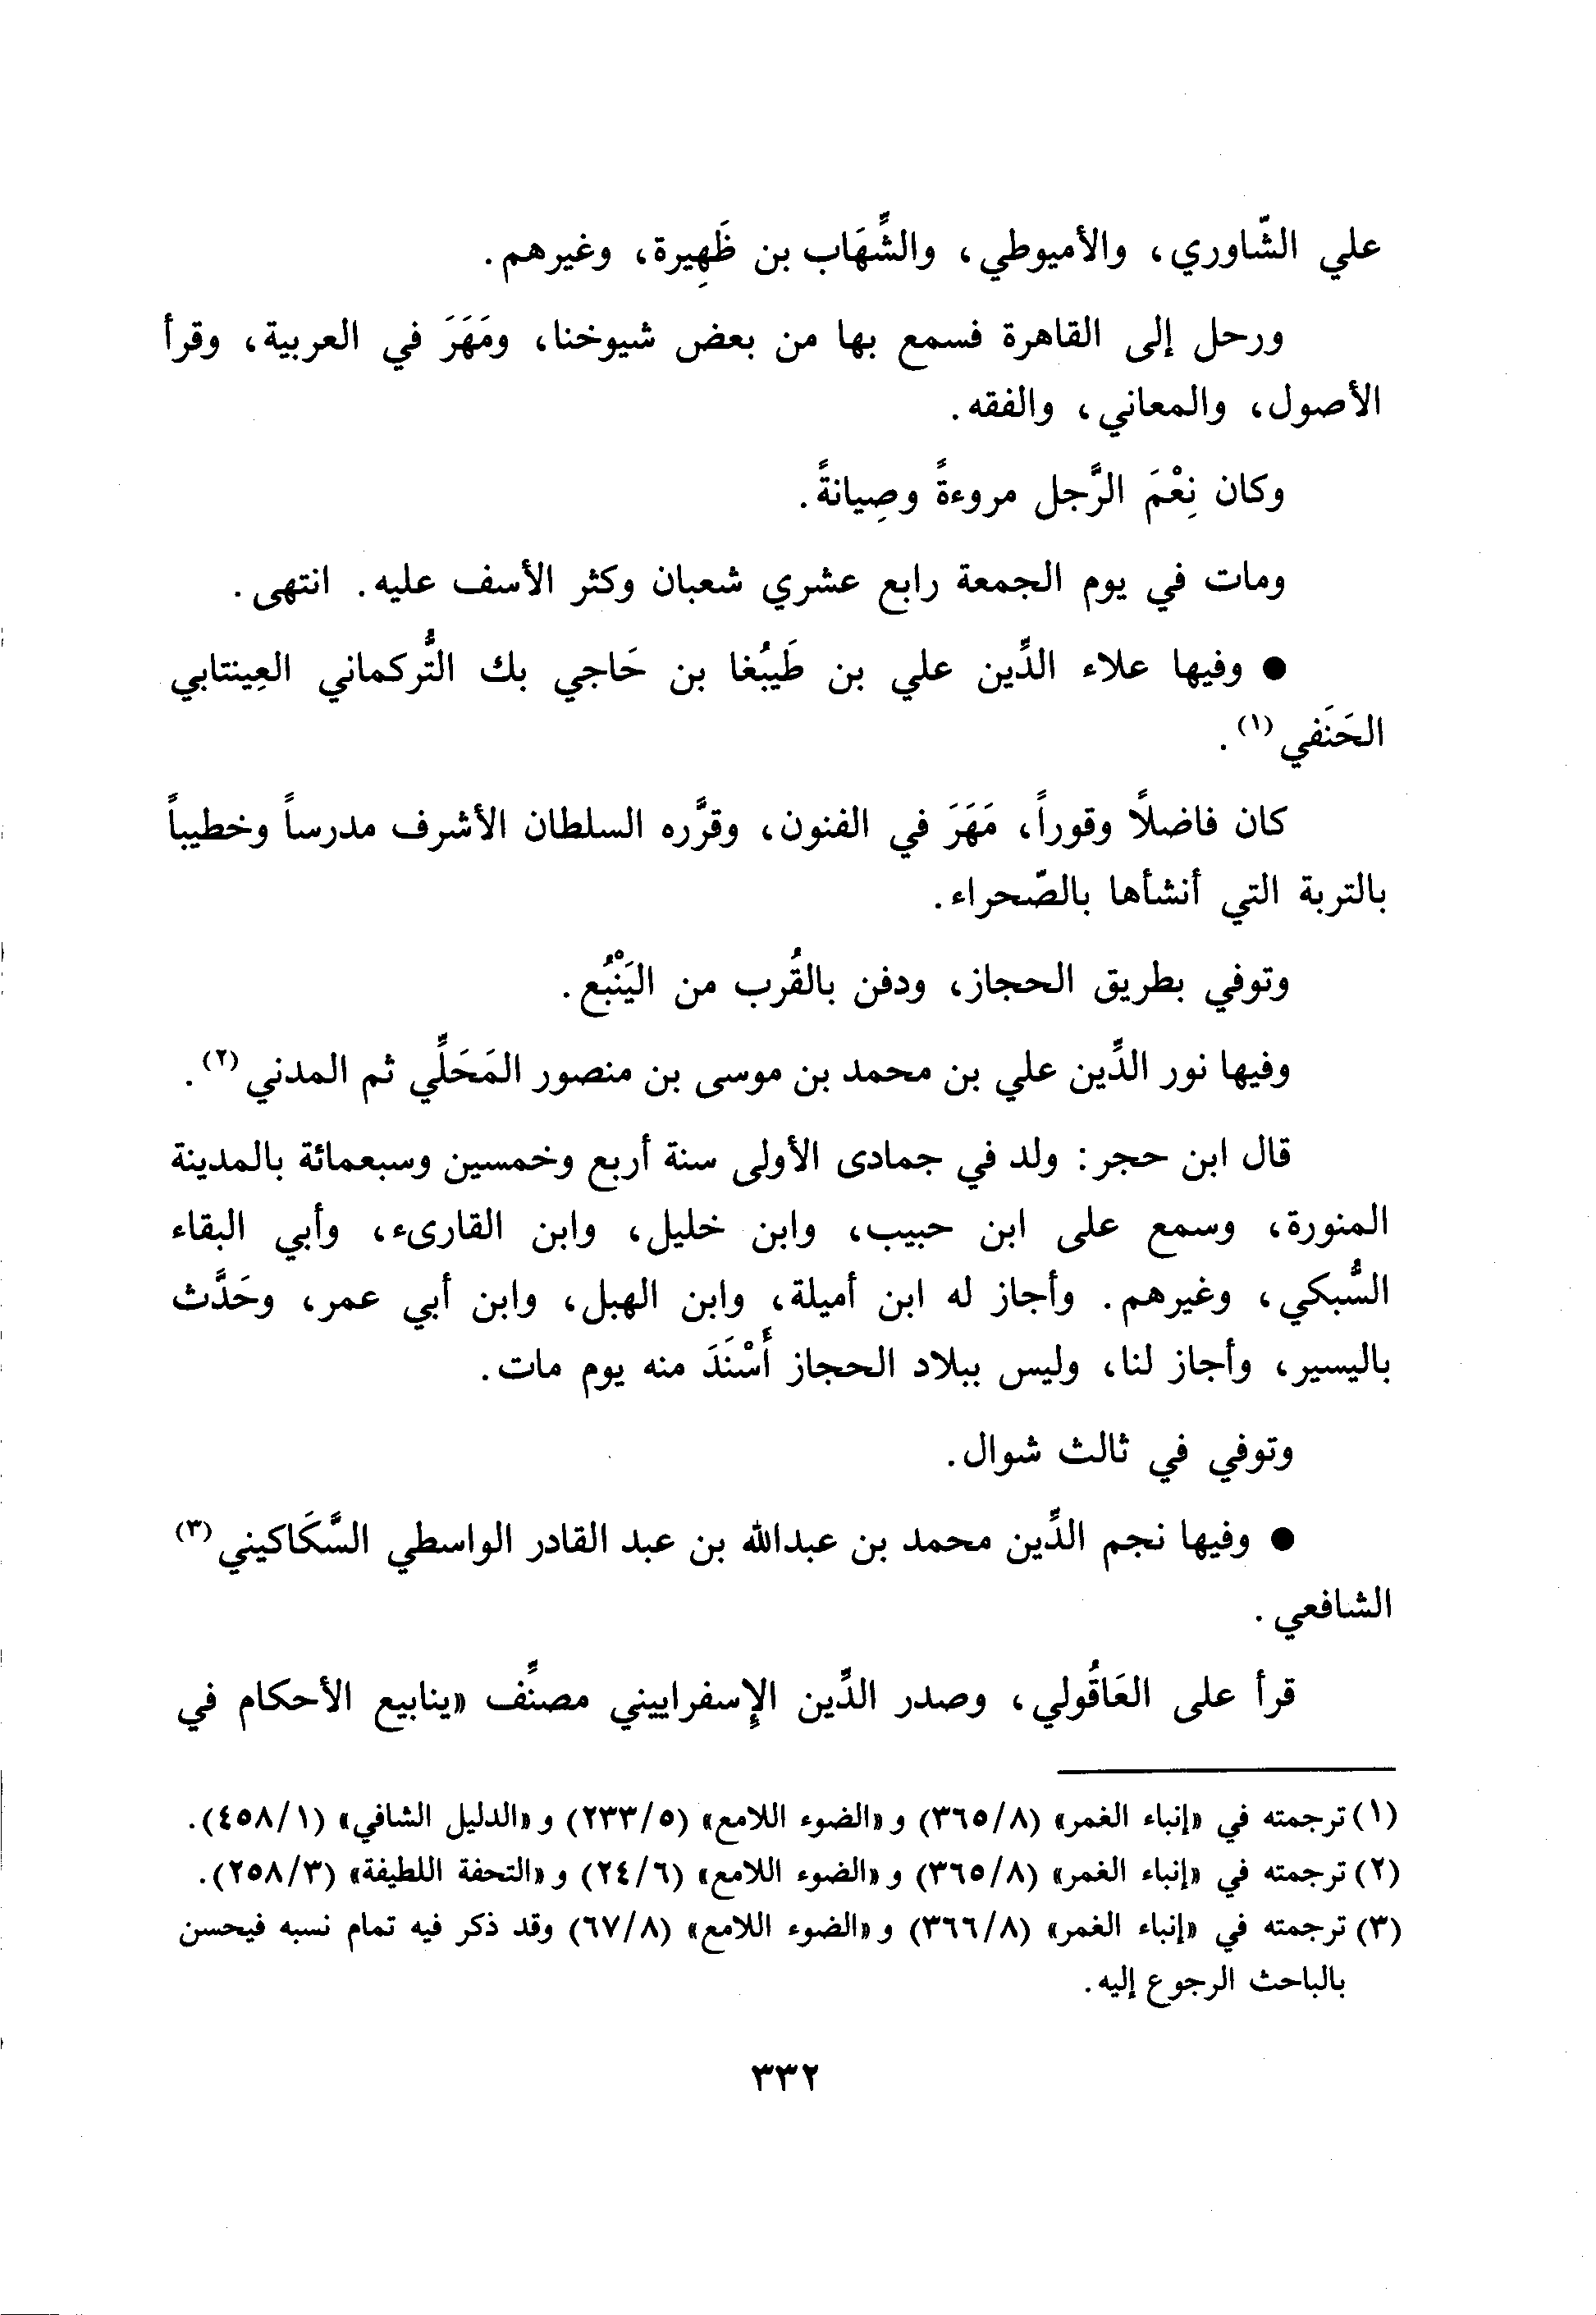 علي الشّاوري، والأميوطي، والشِّهَاب بن ظَهِيرة، وغيرهم.
ورحل إلى القاهرة فسمع بها من بعض شيوخنا، ومَهَرَ في العربية، وقرأ
الأصول، والمعاني، والفقه.
وكان نِعْمَ الرَّجل مروءةً وصِيانةً.
ومات في يوم الجمعة رابع عشري شعبان وكثر الأسف عليه. انتهى.
● وفيها علاء الدِّين علي بن طَيبُغا بن حَاجي بك التُّركماني العِينتابي
الحَنَفي (١).
كان فاضلاً وقوراً، مَهَرَ في الفنون، وقرَّره السلطان الأشرف مدرساً وخطيباً
بالتربة التي أنشأها بالصّحراء.
وتوفي بطريق الحجاز، ودفن بالقُرب من اليَنْبُع.
وفيها نور الدِّين علي بن محمد بن موسى بن منصور المَحَلِّي ثم المدني (٢).
قال ابن حجر: ولد في جمادى الأولى سنة أربع وخمسين وسبعمائة بالمدينة
المنورة، وسمع على ابن حبيب، وابن خليل، وابن القارىء، وأبي البقاء
السُّبكي، وغيرهم. وأجاز له ابن أميلة، وابن الهبل، وابن أبي عمر، وحَدَّث
باليسير، وأجاز لنا، وليس ببلاد الحجاز أَسْنَدَ منه يوم مات.
وتوفي في ثالث شوال.
● وفيها نجم الدِّين محمد بن عبدالله بن عبد القادر الواسطي السَّكَاكيني (٣)
الشافعي.
قرأ على العَاقُولي، وصدر الدِّين الإسفراييني مصنِّف «ينابيع الأحكام في
(١) ترجمته في «إنباء الغمر» (٣٦٥/٨) و«الضوء اللامع» (٢٣٣/٥) و«الدليل الشافي» (٤٥٨/١).
(٢) ترجمته في «إنباء الغمر» (٣٦٥/٨) و«الضوء اللامع» (٢٤/٦) و«التحفة اللطيفة» (٢٥٨/٣).
(٣) ترجمته في «إنباء الغمر» (٣٦٦/٨) و«الضوء اللامع» (٦٧/٨) وقد ذكر فيه تمام نسبه فيحسن
بالباحث الرجوع إليه.
٣٣٢